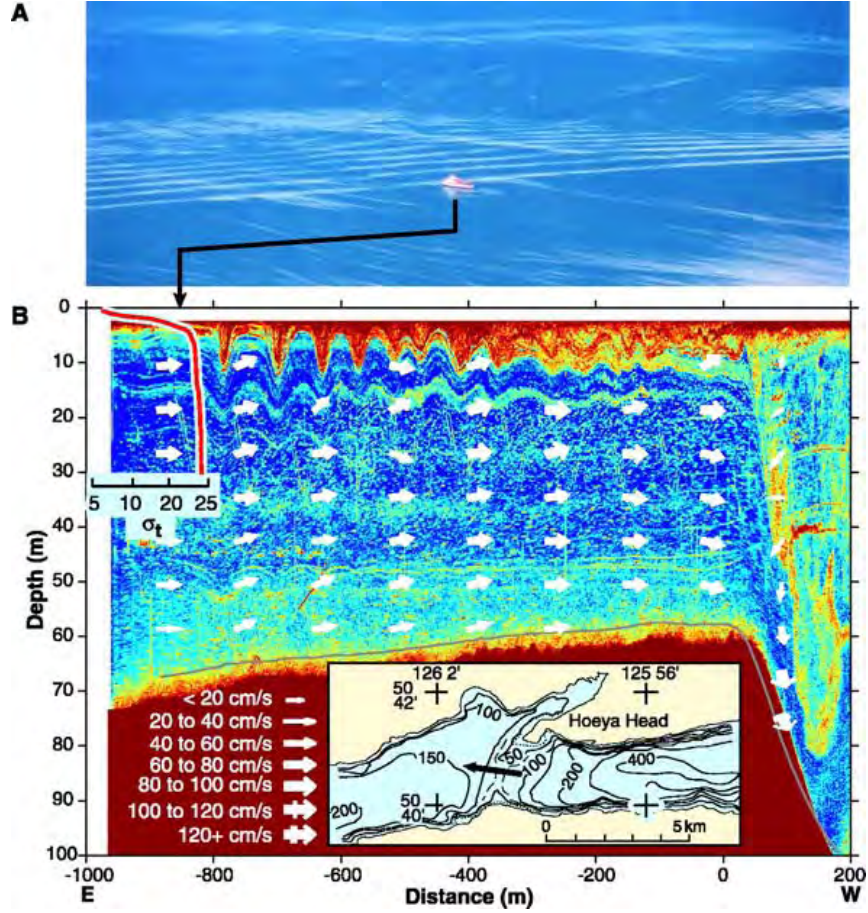 A
B
0
10
20
30
40
50
60
70
80
90
100
Depth (m)
5 10 20 25
σt
< 20 cm/s
20 to 40 cm/s
40 to 60 cm/s
60 to 80 cm/s
80 to 100 cm/s
100 to 120 cm/s
120+ cm/s
126 2'
125 56'
50
42'
100
Hoeya Head
50
150
100
200
400
200
50
40'
0 5 km
-1000 -800 -600 -400 -200 0 200
E Distance (m) W